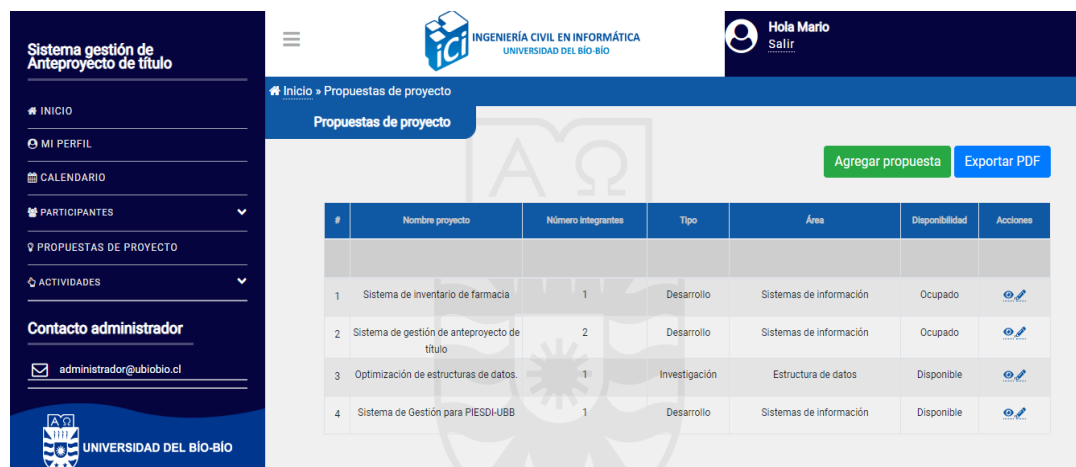 Sistema gestión de
Anteproyecto de título
INICIO
MI PERFIL
CALENDARIO
PARTICIPANTES
PROPUESTAS DE PROYECTO
ACTIVIDADES
Contacto administrador
administrador@ubiobio.cl
ΑΩ
UNIVERSIDAD DEL BÍO-BÍO
ici
INGENIERÍA CIVIL EN INFORMÁTICA
UNIVERSIDAD DEL BÍO-BÍO
Hola Mario
Salir
Inicio » Propuestas de proyecto
Propuestas de proyecto
ΑΩ
Agregar propuesta Exportar PDF
# Nombre proyecto Número integrantes Tipo Área Disponibilidad Acciones
1 Sistema de inventario de farmacia 1 Desarrollo Sistemas de información Ocupado
2 Sistema de gestión de anteproyecto de título 2 Desarrollo Sistemas de información Ocupado
3 Optimización de estructuras de datos. 1 Investigación Estructura de datos Disponible
4 Sistema de Gestión para PIESDI-UBB 1 Desarrollo Sistemas de información Disponible